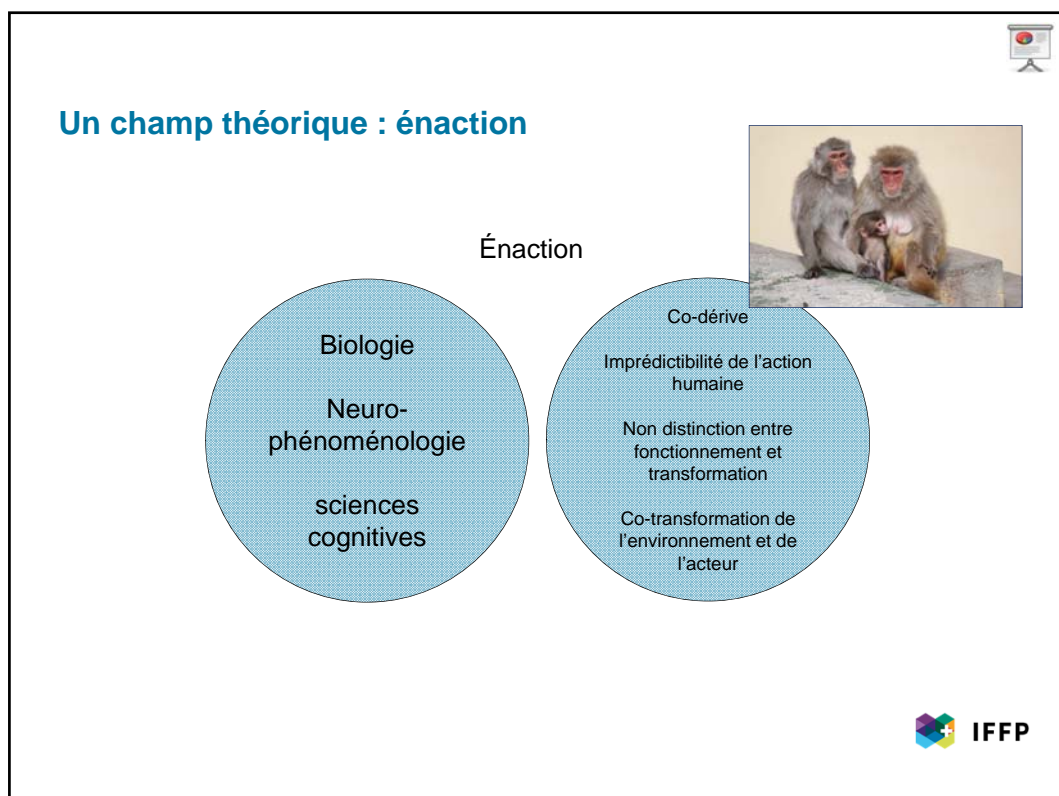 Un champ théorique : énaction
Énaction
Biologie
Neuro-
phénoménologie
sciences
cognitives
Co-dérive
Imprédictibilité de l'action
humaine
Non distinction entre
fonctionnement et
transformation
Co-transformation de
l'environnement et de
l'acteur
IFFP